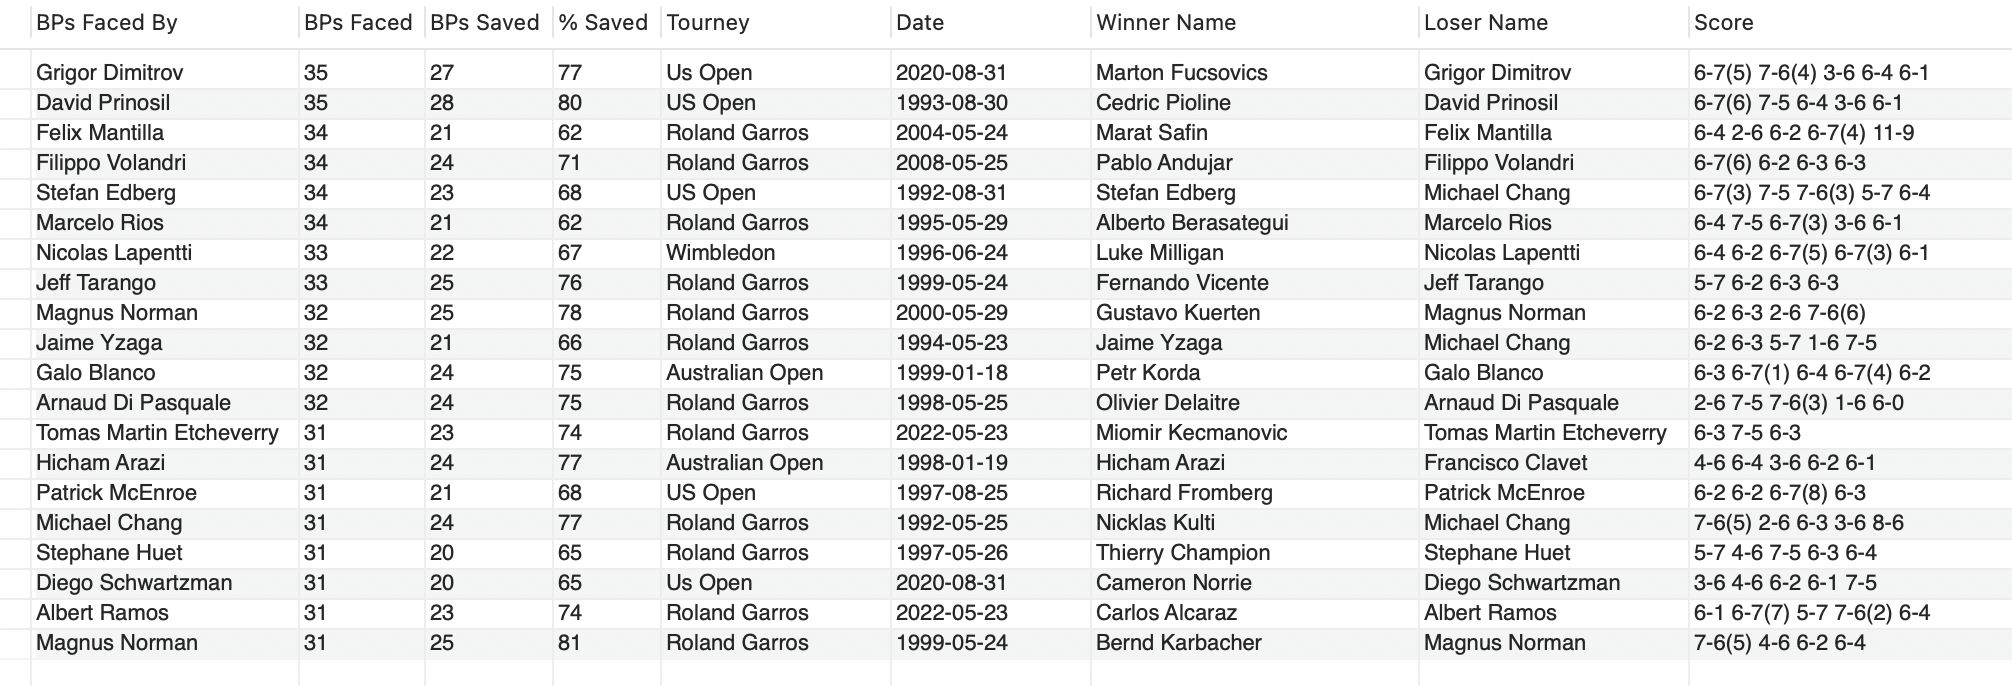 BPs Faced By BPs Faced BPs Saved % Saved Tourney Date Winner Name Loser Name Score
Grigor Dimitrov 35 27 77 Us Open 2020-08-31 Marton Fucsovics Grigor Dimitrov 6-7(5) 7-6(4) 3-6 6-4 6-1
David Prinosil 35 28 80 US Open 1993-08-30 Cedric Pioline David Prinosil 6-7(6) 7-5 6-4 3-6 6-1
Felix Mantilla 34 21 62 Roland Garros 2004-05-24 Marat Safin Felix Mantilla 6-4 2-6 6-2 6-7(4) 11-9
Filippo Volandri 34 24 71 Roland Garros 2008-05-25 Pablo Andujar Filippo Volandri 6-7(6) 6-2 6-3 6-3
Stefan Edberg 34 23 68 US Open 1992-08-31 Stefan Edberg Michael Chang 6-7(3) 7-5 7-6(3) 5-7 6-4
Marcelo Rios 34 21 62 Roland Garros 1995-05-29 Alberto Berasategui Marcelo Rios 6-4 7-5 6-7(3) 3-6 6-1
Nicolas Lapentti 33 22 67 Wimbledon 1996-06-24 Luke Milligan Nicolas Lapentti 6-4 6-2 6-7(5) 6-7(3) 6-1
Jeff Tarango 33 25 76 Roland Garros 1999-05-24 Fernando Vicente Jeff Tarango 5-7 6-2 6-3 6-3
Magnus Norman 32 25 78 Roland Garros 2000-05-29 Gustavo Kuerten Magnus Norman 6-2 6-3 2-6 7-6(6)
Jaime Yzaga 32 21 66 Roland Garros 1994-05-23 Jaime Yzaga Michael Chang 6-2 6-3 5-7 1-6 7-5
Galo Blanco 32 24 75 Australian Open 1999-01-18 Petr Korda Galo Blanco 6-3 6-7(1) 6-4 6-7(4) 6-2
Arnaud Di Pasquale 32 24 75 Roland Garros 1998-05-25 Olivier Delaitre Arnaud Di Pasquale 2-6 7-5 7-6(3) 1-6 6-0
Tomas Martin Etcheverry 31 23 74 Roland Garros 2022-05-23 Miomir Kecmanovic Tomas Martin Etcheverry 6-3 7-5 6-3
Hicham Arazi 31 24 77 Australian Open 1998-01-19 Hicham Arazi Francisco Clavet 4-6 6-4 3-6 6-2 6-1
Patrick McEnroe 31 21 68 US Open 1997-08-25 Richard Fromberg Patrick McEnroe 6-2 6-2 6-7(8) 6-3
Michael Chang 31 24 77 Roland Garros 1992-05-25 Nicklas Kulti Michael Chang 7-6(5) 2-6 6-3 3-6 8-6
Stephane Huet 31 20 65 Roland Garros 1997-05-26 Thierry Champion Stephane Huet 5-7 4-6 7-5 6-3 6-4
Diego Schwartzman 31 20 65 Us Open 2020-08-31 Cameron Norrie Diego Schwartzman 3-6 4-6 6-2 6-1 7-5
Albert Ramos 31 23 74 Roland Garros 2022-05-23 Carlos Alcaraz Albert Ramos 6-1 6-7(7) 5-7 7-6(2) 6-4
Magnus Norman 31 25 81 Roland Garros 1999-05-24 Bernd Karbacher Magnus Norman 7-6(5) 4-6 6-2 6-4